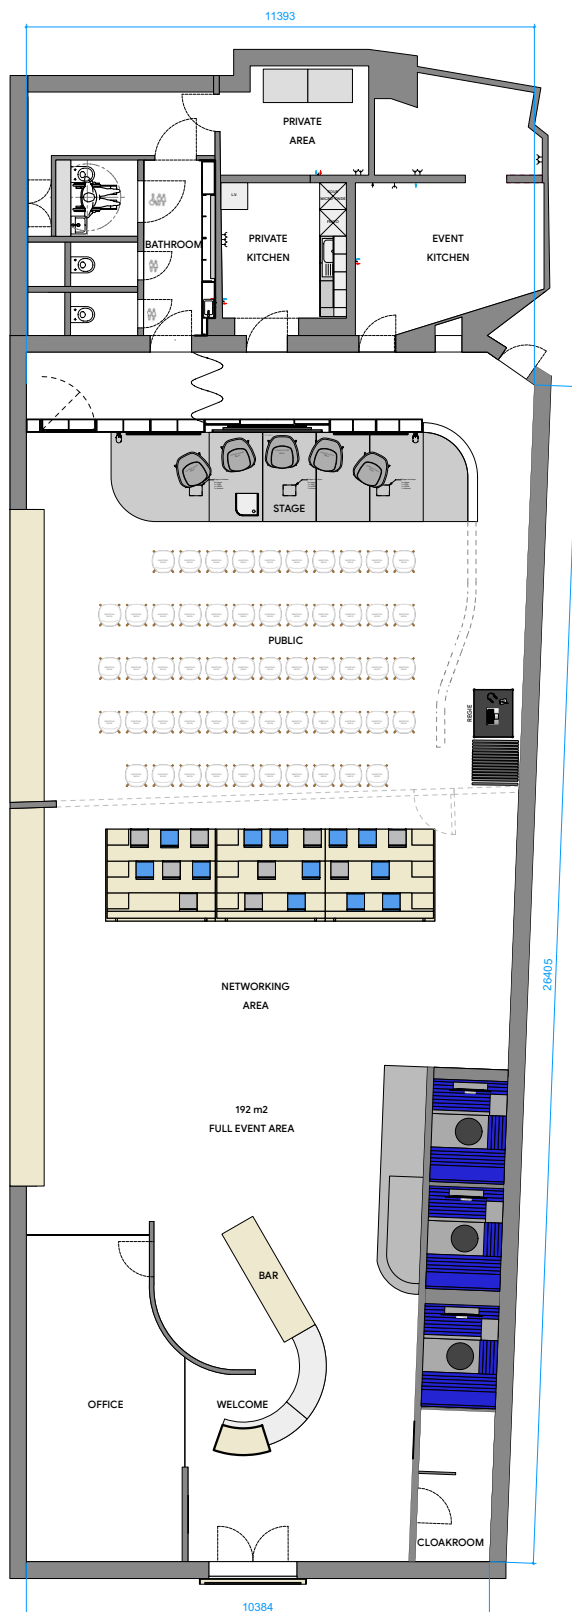 11393
PRIVATE
AREA
BATHROOM
PRIVATE
KITCHEN
EVENT
KITCHEN
STAGE
PUBLIC
REGIE
NETWORKING
AREA
26405
192 m2
FULL EVENT AREA
BAR
OFFICE
WELCOME
CLOAKROOM
10384